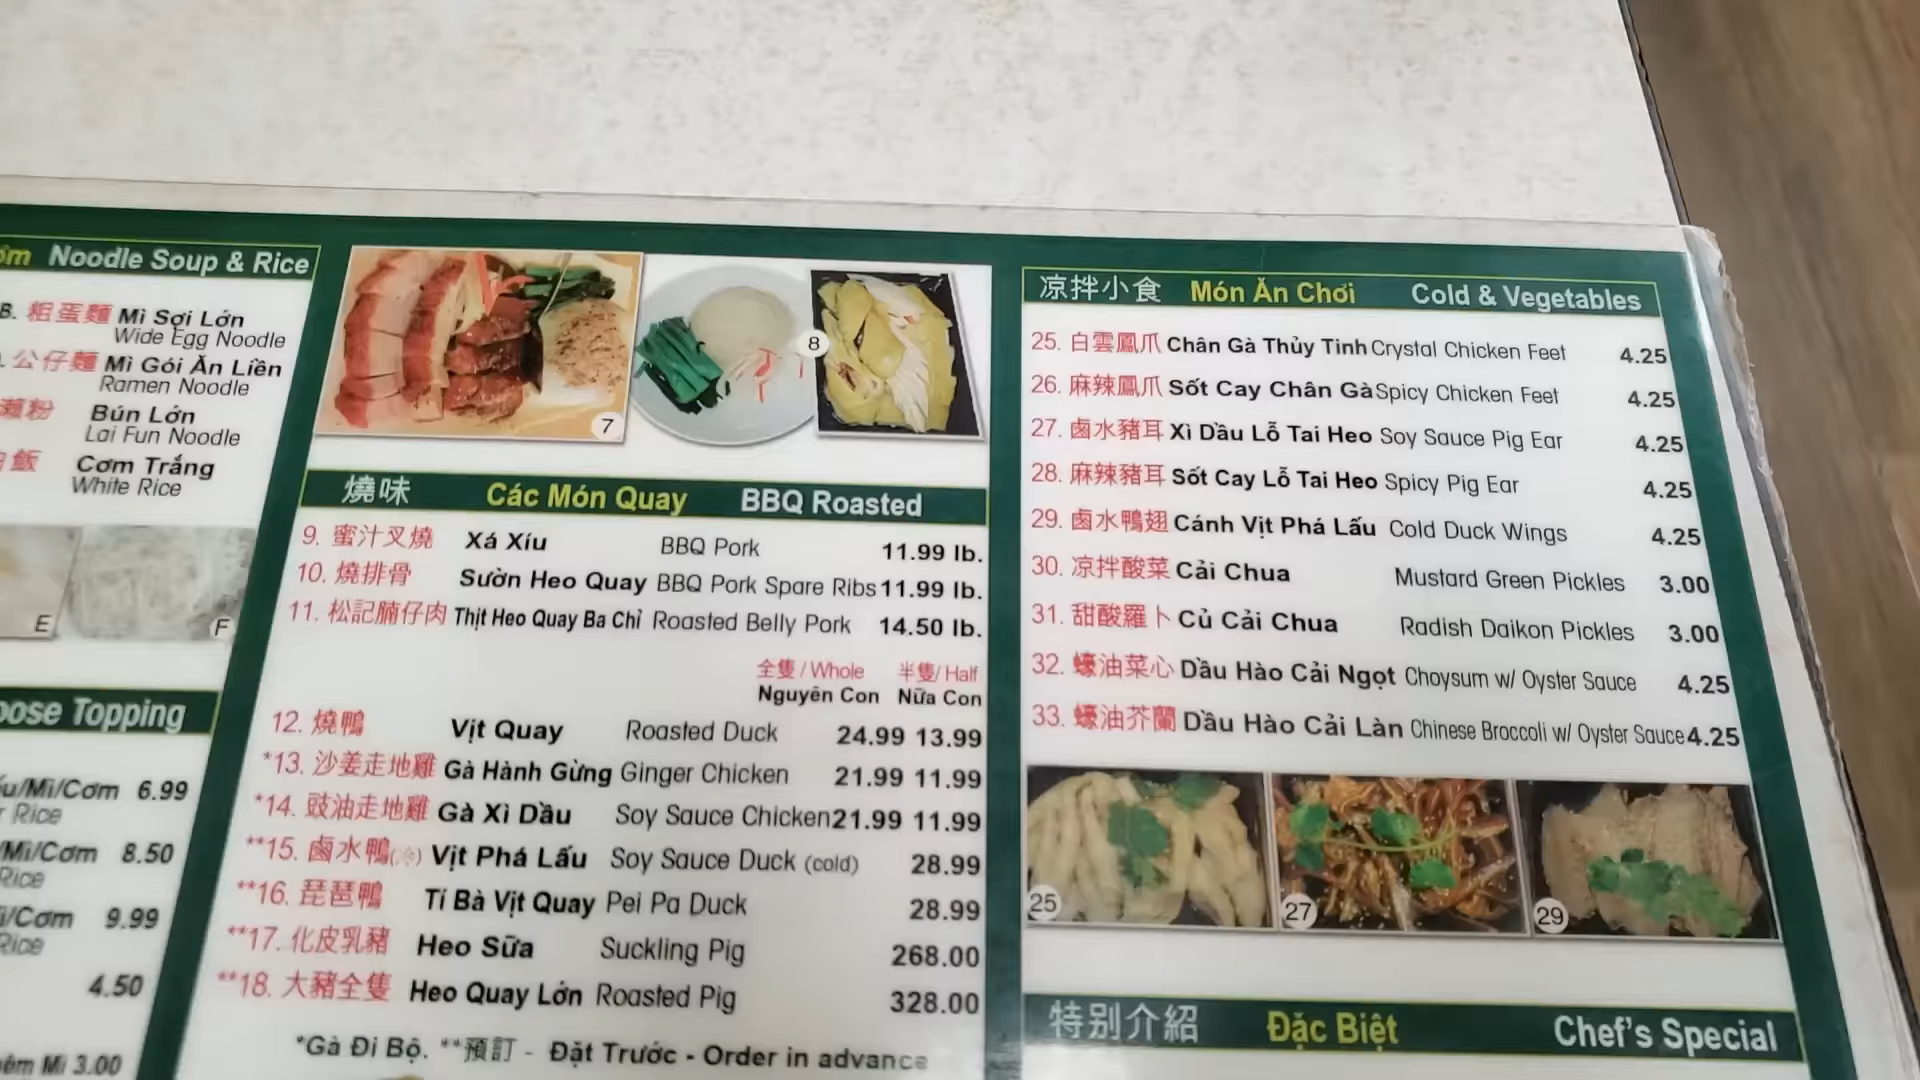 Noodle Soup & Rice
B. 粗蛋麵 Mì Sợi Lớn
Wide Egg Noodle
公仔麵 Mì Gói Ăn Liền
Ramen Noodle
瀨粉 Bún Lớn
Lai Fun Noodle
飯 Cơm Trắng
White Rice
E
F
Topping
/Mì/Cơm 6.99
Rice
/Mì/Cơm 8.50
Rice
/Cơm 9.99
Rice
4.50
Mì 3.00
7
8
燒味 Các Món Quay BBQ Roasted
9. 蜜汁叉燒 Xá Xíu BBQ Pork 11.99 lb.
10. 燒排骨 Sườn Heo Quay BBQ Pork Spare Ribs 11.99 lb.
11. 松記腩仔肉 Thịt Heo Quay Ba Chỉ Roasted Belly Pork 14.50 lb.
全隻/Whole 半隻/Half
Nguyên Con Nữa Con
12. 燒鴨 Vịt Quay Roasted Duck 24.99 13.99
*13. 沙姜走地雞 Gà Hành Gừng Ginger Chicken 21.99 11.99
*14. 豉油走地雞 Gà Xì Dầu Soy Sauce Chicken 21.99 11.99
**15. 鹵水鴨(冷) Vịt Phá Lấu Soy Sauce Duck (cold) 28.99
**16. 琵琶鴨 Tí Bà Vịt Quay Pei Pa Duck 28.99
**17. 化皮乳豬 Heo Sữa Suckling Pig 268.00
**18. 大豬全隻 Heo Quay Lớn Roasted Pig 328.00
*Gà Đi Bộ. **預訂 - Đặt Trước - Order in advance
凉拌小食 Món Ăn Chơi Cold & Vegetables
25. 白雲鳳爪 Chân Gà Thủy Tinh Crystal Chicken Feet 4.25
26. 麻辣鳳爪 Sốt Cay Chân Gà Spicy Chicken Feet 4.25
27. 鹵水豬耳 Xì Dầu Lỗ Tai Heo Soy Sauce Pig Ear 4.25
28. 麻辣豬耳 Sốt Cay Lỗ Tai Heo Spicy Pig Ear 4.25
29. 鹵水鴨翅 Cánh Vịt Phá Lấu Cold Duck Wings 4.25
30. 凉拌酸菜 Cải Chua Mustard Green Pickles 3.00
31. 甜酸羅卜 Củ Cải Chua Radish Daikon Pickles 3.00
32. 蠔油菜心 Dầu Hào Cải Ngọt Choysum w/ Oyster Sauce 4.25
33. 蠔油芥蘭 Dầu Hào Cải Làn Chinese Broccoli w/ Oyster Sauce 4.25
25
27
29
特别介紹 Đặc Biệt Chef's Special